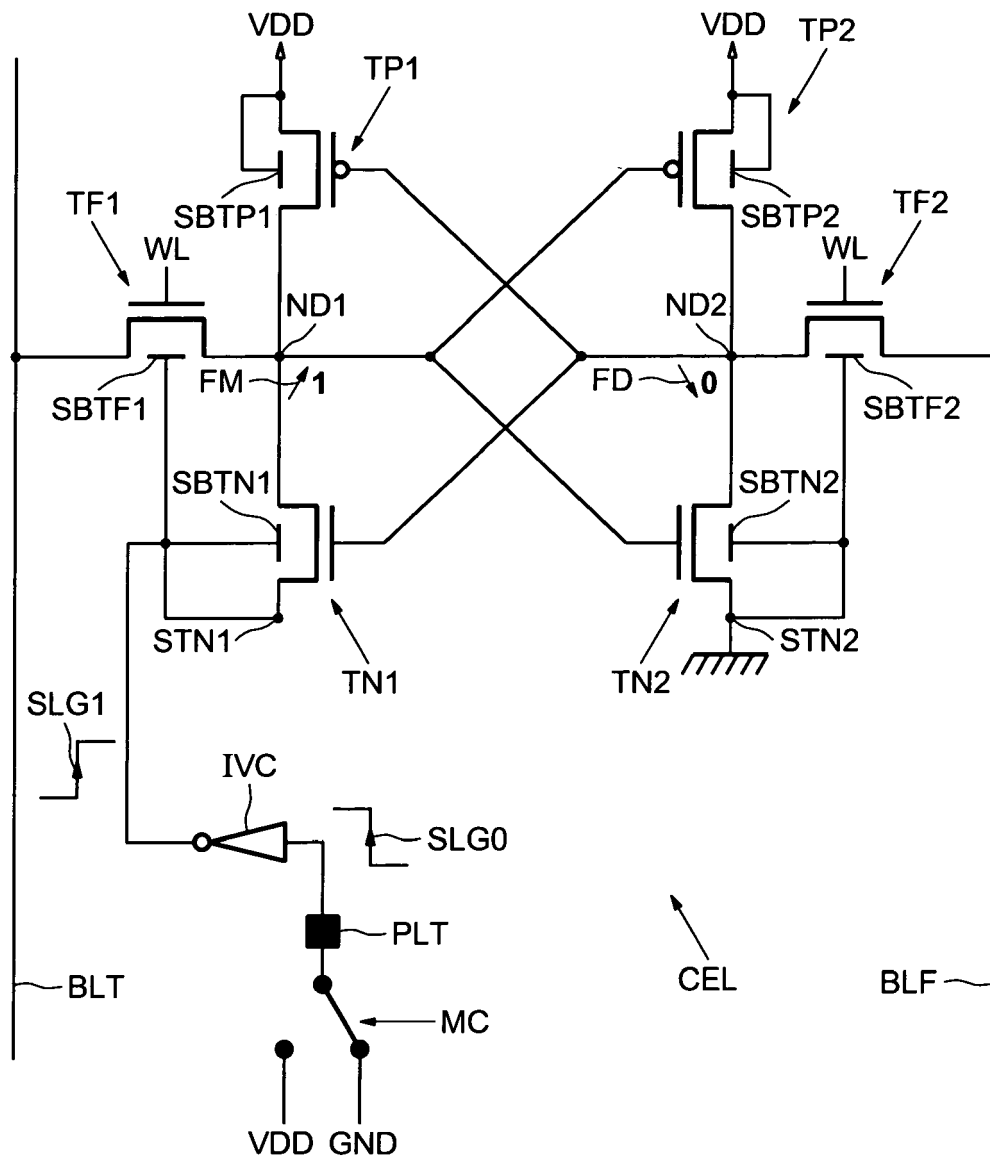 VDD
VDD
TP2
TP1
TF1
SBTP1
SBTP2
TF2
WL
WL
ND1
ND2
FM
1
FD
0
SBTF1
SBTF2
SBTN1
SBTN2
STN1
STN2
TN1
TN2
SLG1
IVC
SLG0
PLT
BLT
CEL
BLF
MC
VDD
GND